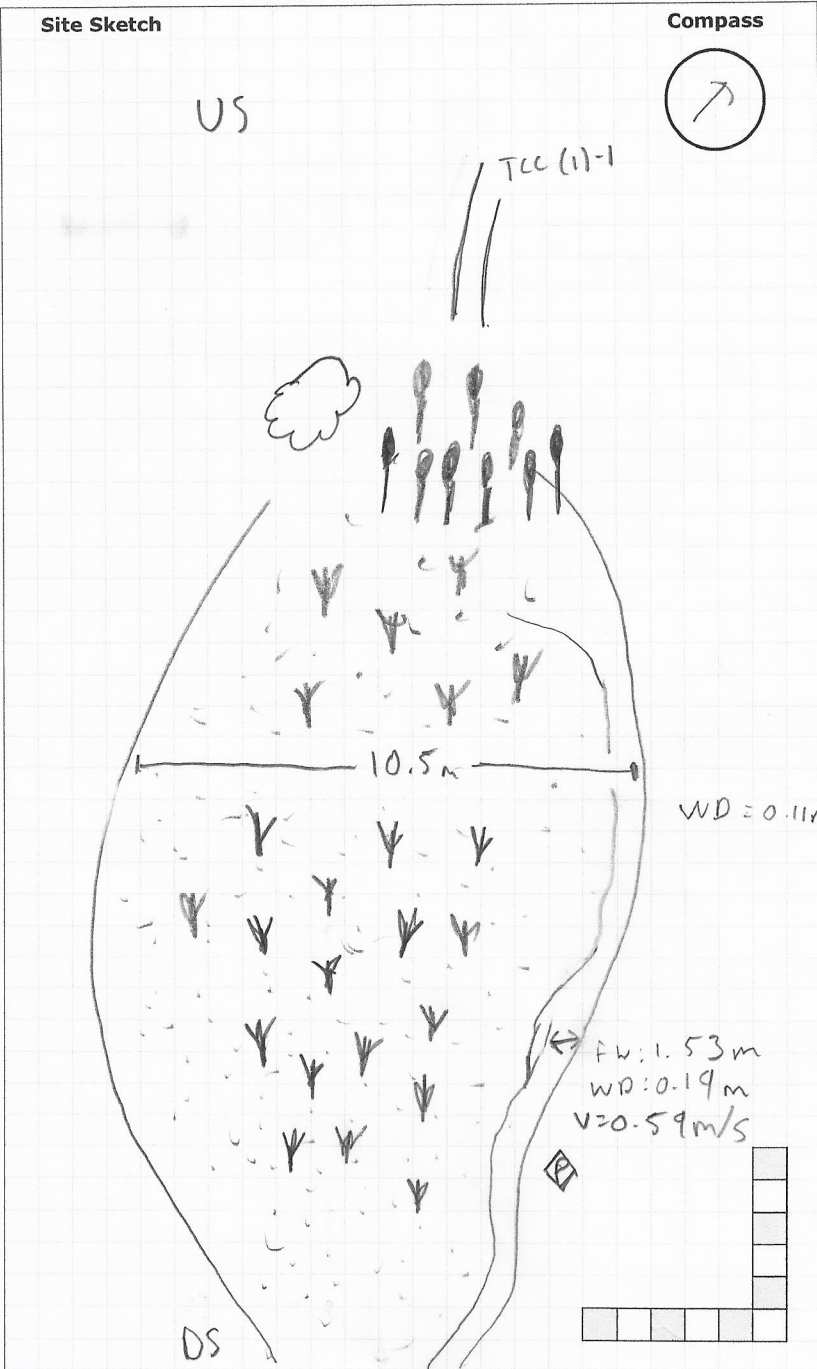 Site Sketch
Compass
US
TCC (1)-1
10.5m
WD = 0.11m
FW: 1.53m
WD: 0.19m
V=0.59m/s
P
DS